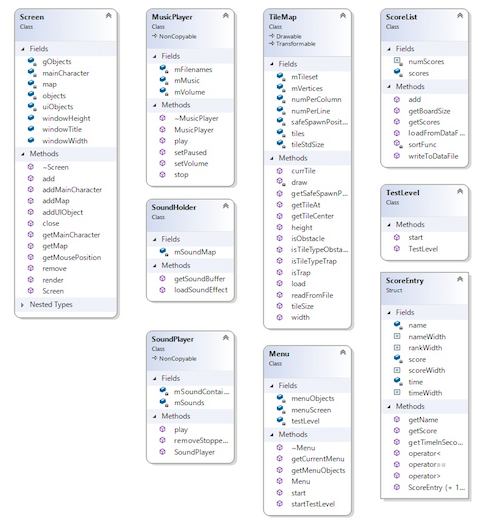 Screen
Class
Fields
gObjects
mainCharacter
map
objects
uiObjects
windowHeight
windowTitle
windowWidth
Methods
~Screen
add
addMainCharacter
addMap
addUIObject
close
getMainCharacter
getMap
getMousePosition
remove
render
Screen
Nested Types
MusicPlayer
Class
NonCopyable
Fields
mFilenames
mMusic
mVolume
Methods
~MusicPlayer
MusicPlayer
play
setPaused
setVolume
stop
SoundHolder
Class
Fields
mSoundMap
Methods
getSoundBuffer
loadSoundEffect
SoundPlayer
Class
NonCopyable
Fields
mSoundContai...
mSounds
Methods
play
removeStoppe...
SoundPlayer
TileMap
Class
Drawable
Transformable
Fields
mTileset
mVertices
numPerColumn
numPerLine
safeSpawnPosit...
tiles
tileStdSize
Methods
currTile
draw
getSafeSpawnP...
getTileAt
getTileCenter
height
isObstacle
isTileTypeObsta...
isTileTypeTrap
isTrap
load
readFromFile
tileSize
width
Menu
Class
Fields
menuObjects
menuScreen
testLevel
Methods
~Menu
getCurrentMenu
getMenuObjects
Menu
start
startTestLevel
ScoreList
Class
Fields
numScores
scores
Methods
add
getBoardSize
getScores
loadFromDataF...
sortFunc
writeToDataFile
TestLevel
Class
Methods
start
TestLevel
ScoreEntry
Struct
Fields
name
nameWidth
rankWidth
score
scoreWidth
time
timeWidth
Methods
getName
getScore
getTimeInSeco...
operator<
operator==
operator>
ScoreEntry (+ 1...